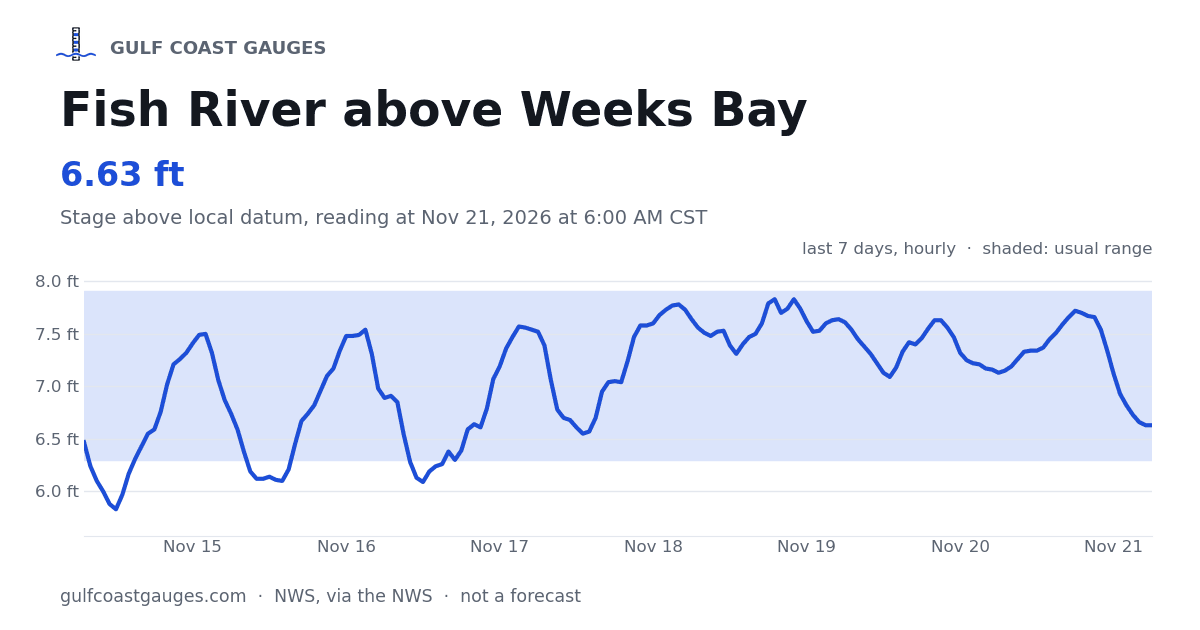 GULF COAST GAUGES
Fish River above Weeks Bay
6.63 ft
Stage above local datum, reading at Nov 21, 2026 at 6:00 AM CST
last 7 days, hourly · shaded: usual range
8.0 ft
7.5 ft
7.0 ft
6.5 ft
6.0 ft
Nov 15 Nov 16 Nov 17 Nov 18 Nov 19 Nov 20 Nov 21
gulfcoastgauges.com · NWS, via the NWS · not a forecast